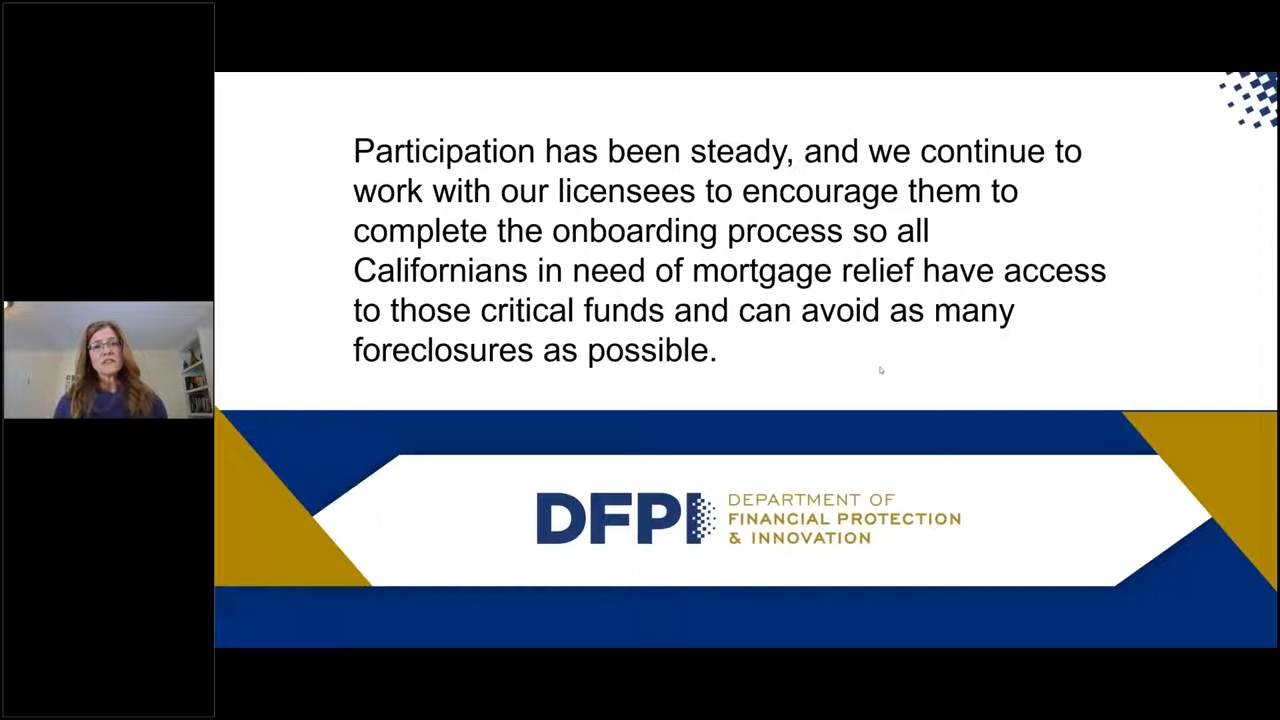 Participation has been steady, and we continue to
work with our licensees to encourage them to
complete the onboarding process so all
Californians in need of mortgage relief have access
to those critical funds and can avoid as many
foreclosures as possible.
DFPI
DEPARTMENT OF
FINANCIAL PROTECTION
& INNOVATION